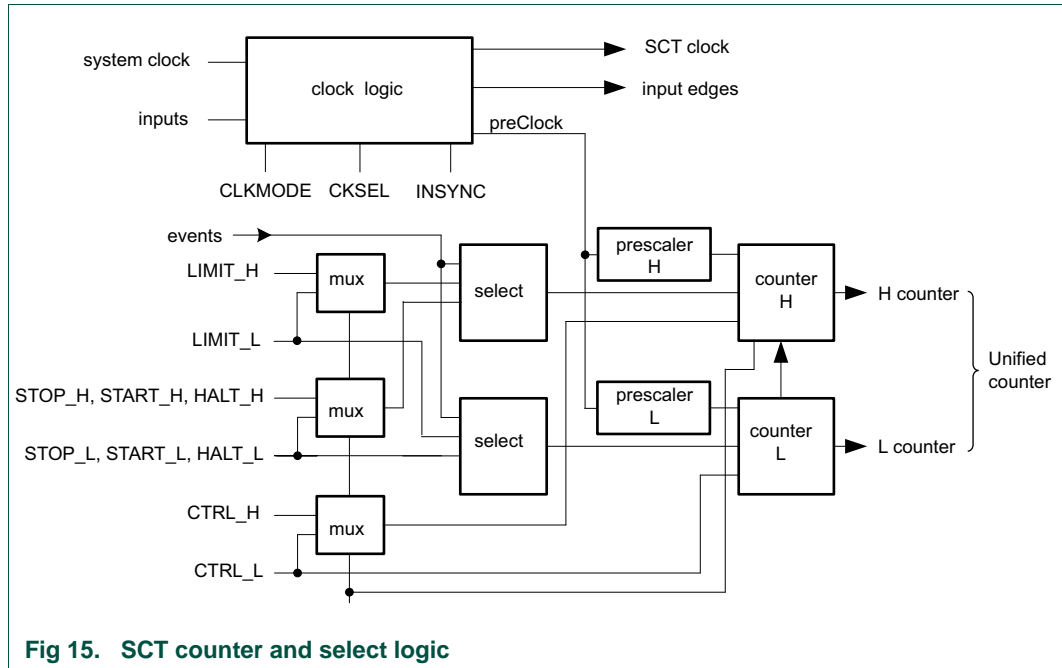 system clock
inputs
clock logic
SCT clock
input edges
preClock
CLKMODE
CKSEL
INSYNC
events
LIMIT_H
LIMIT_L
STOP_H, START_H, HALT_H
STOP_L, START_L, HALT_L
CTRL_H
CTRL_L
mux
mux
mux
select
select
prescaler
H
prescaler
L
counter
H
counter
L
H counter
L counter
Unified
counter
Fig 15. SCT counter and select logic